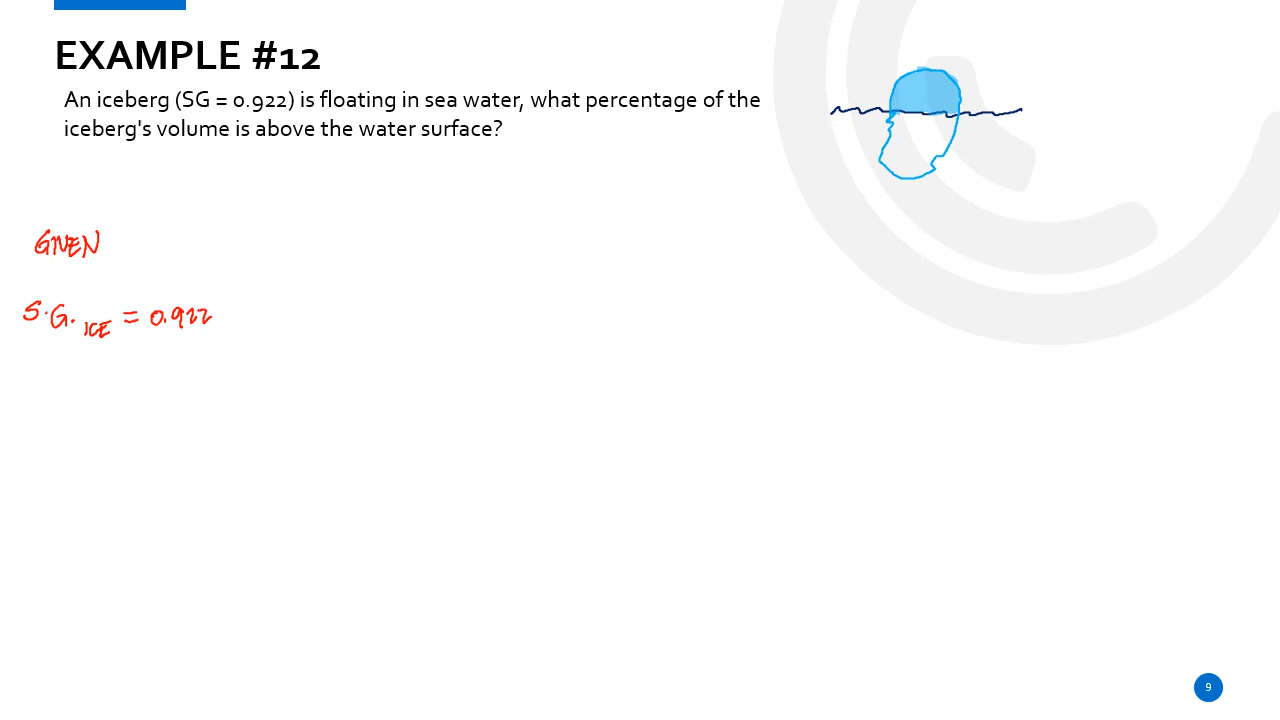 EXAMPLE #12
An iceberg (SG = 0.922) is floating in sea water, what percentage of the
iceberg's volume is above the water surface?
GIVEN
S.G. ICE = 0.922
9